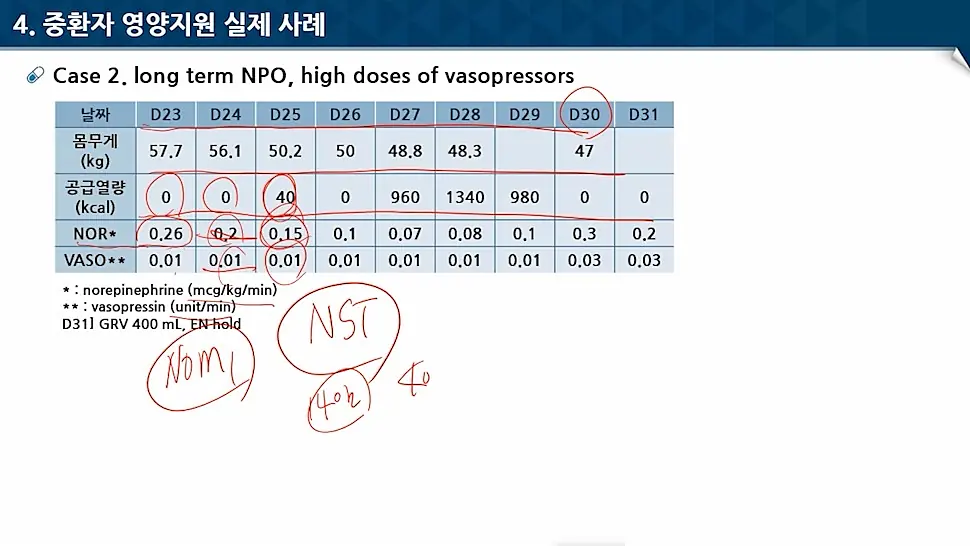 4. 중환자 영양지원 실제 사례
Case 2. long term NPO, high doses of vasopressors
날짜 D23 D24 D25 D26 D27 D28 D29 D30 D31
몸무게 (kg) 57.7 56.1 50.2 50 48.8 48.3 47
공급열량 (kcal) 0 0 40 0 960 1340 980 0 0
NOR* 0.26 0.2 0.15 0.1 0.07 0.08 0.1 0.3 0.2
VASO** 0.01 0.01 0.01 0.01 0.01 0.01 0.01 0.03 0.03
* : norepinephrine (mcg/kg/min)
** : vasopressin (unit/min)
D31] GRV 400 mL, EN hold
NST
NOMI
40